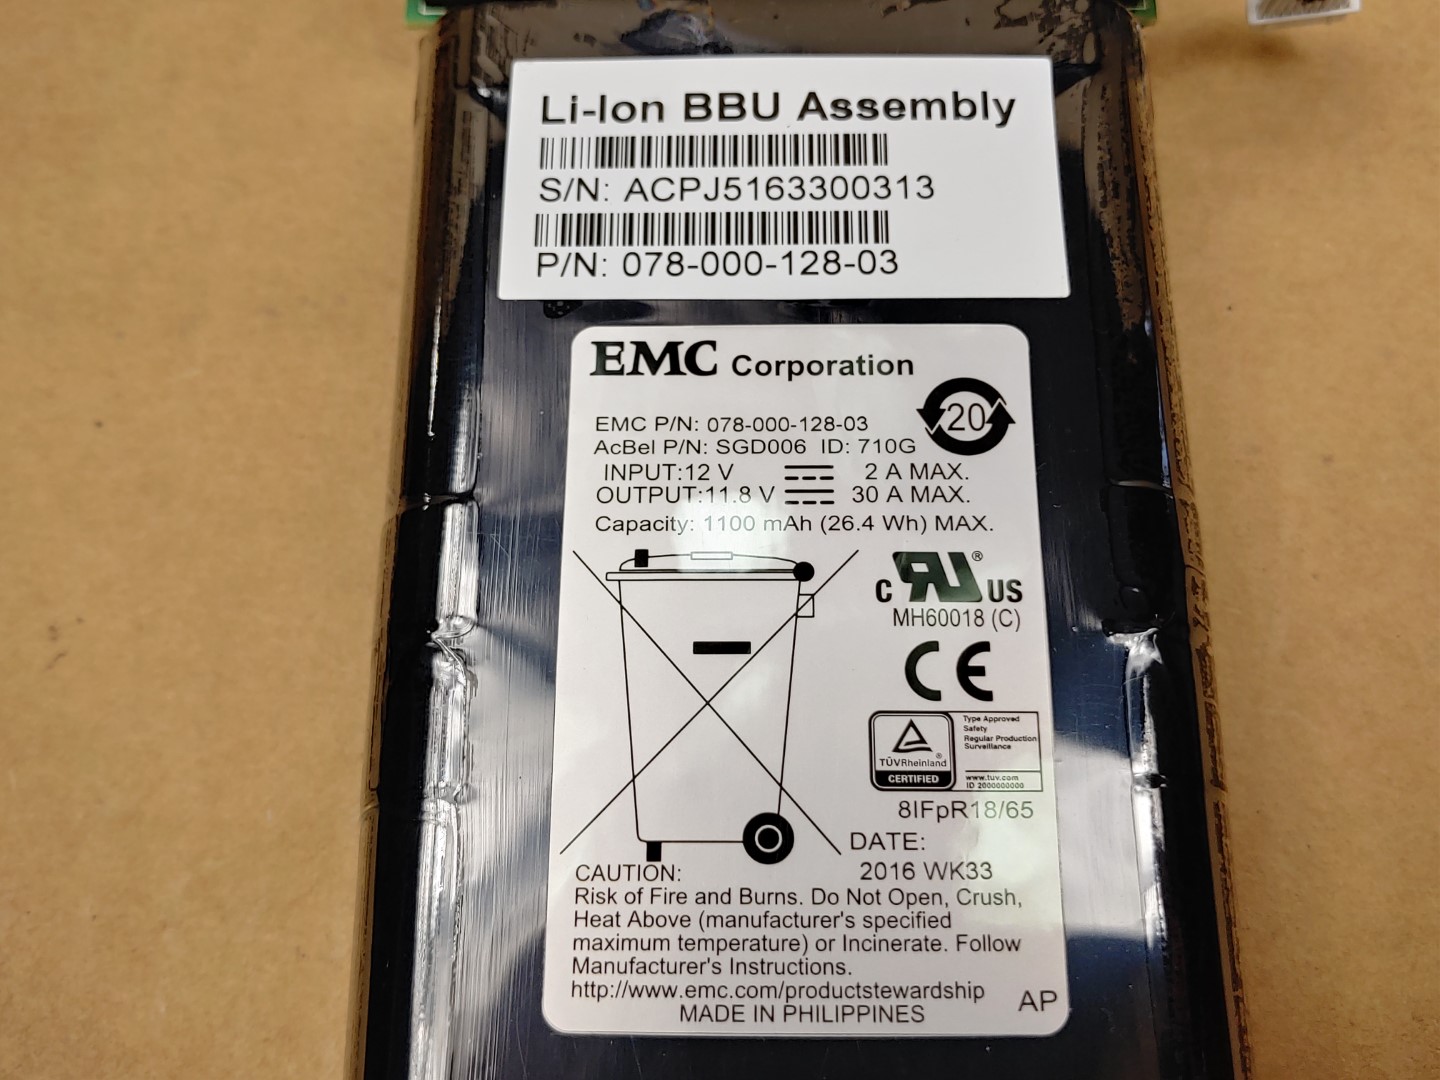 Li-Ion BBU Assembly
S/N: ACPJ5163300313
P/N: 078-000-128-03
EMC Corporation
20
EMC P/N: 078-000-128-03
AcBel P/N: SGD006 ID: 710G
INPUT:12 V 2 A MAX.
OUTPUT:11.8 V 30 A MAX.
Capacity: 1100 mAh (26.4 Wh) MAX.
c RU ® US
MH60018 (C)
CE
TÜVRheinland ®
CERTIFIED
Type Approved
Safety
Regular Production
Surveillance
www.tuv.com
ID 2000000000
8IFpR18/65
DATE:
2016 WK33
CAUTION:
Risk of Fire and Burns. Do Not Open, Crush,
Heat Above (manufacturer's specified
maximum temperature) or Incinerate. Follow
Manufacturer's Instructions.
http://www.emc.com/productstewardship
MADE IN PHILIPPINES
AP